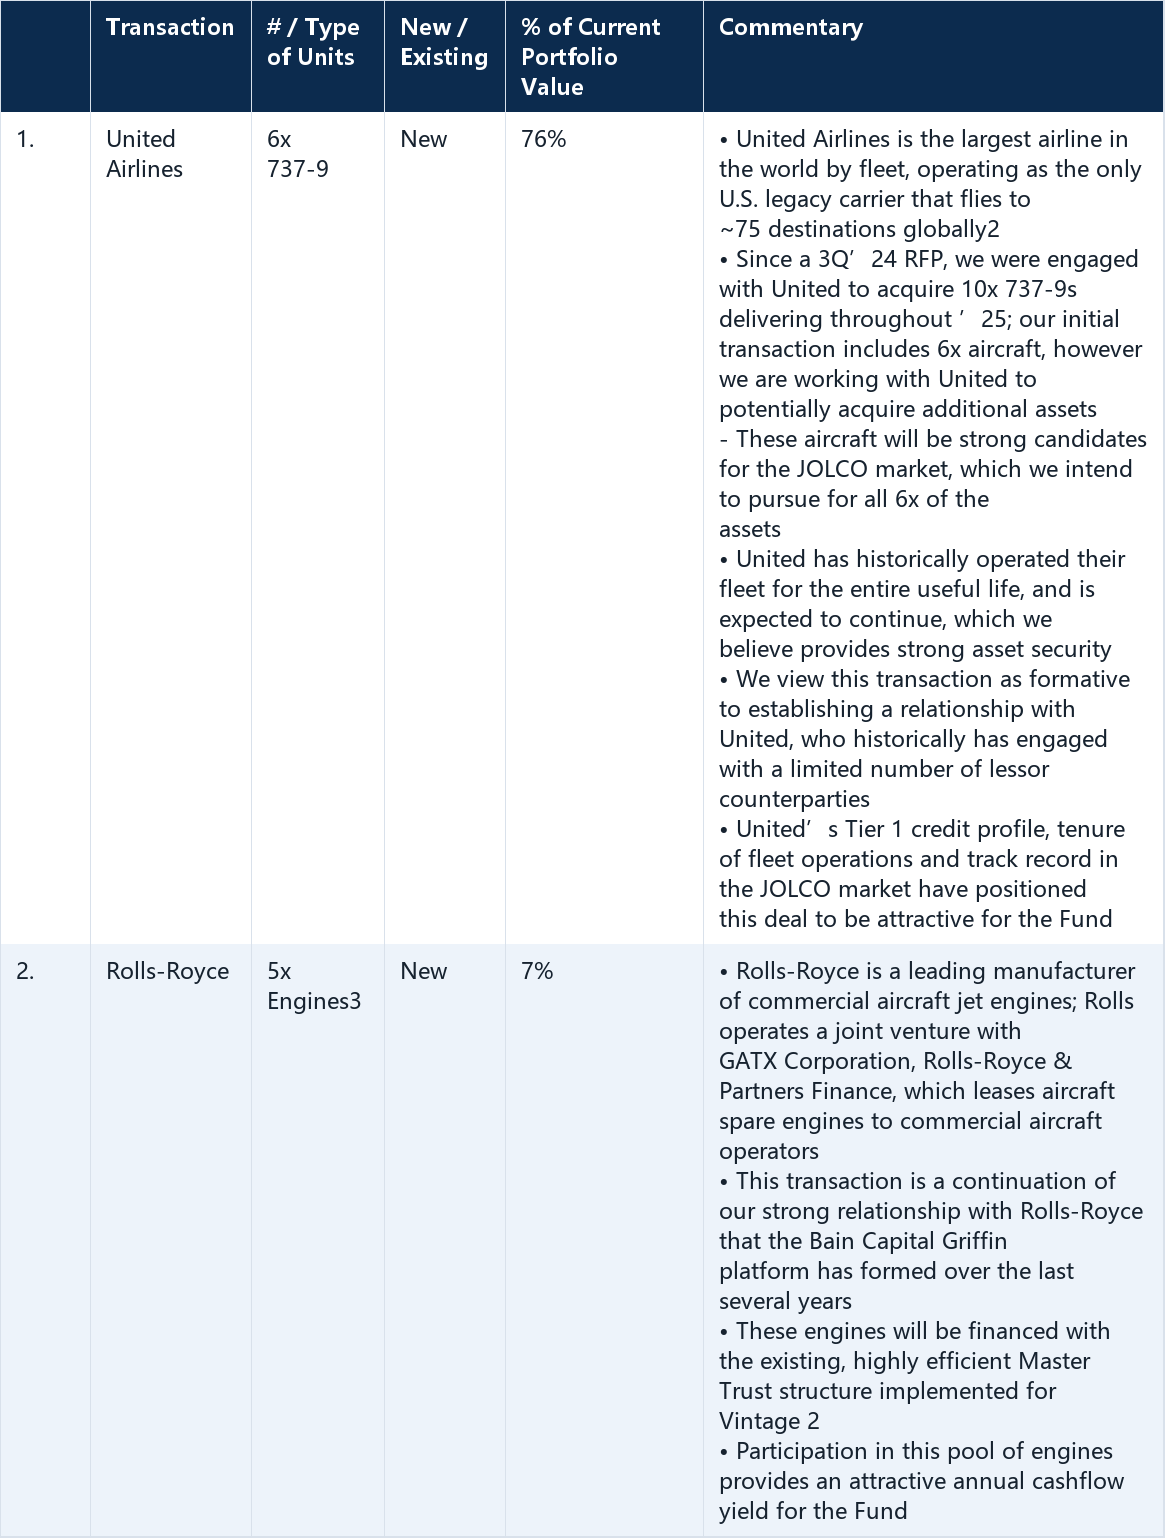 Transaction
# / Type
of Units
New /
Existing
% of Current
Portfolio
Value
Commentary
1.
United
Airlines
6x
737-9
New
76%
• United Airlines is the largest airline in
the world by fleet, operating as the only
U.S. legacy carrier that flies to
~75 destinations globally2
• Since a 3Q’24 RFP, we were engaged
with United to acquire 10x 737-9s
delivering throughout ’25; our initial
transaction includes 6x aircraft, however
we are working with United to
potentially acquire additional assets
- These aircraft will be strong candidates
for the JOLCO market, which we intend
to pursue for all 6x of the
assets
• United has historically operated their
fleet for the entire useful life, and is
expected to continue, which we
believe provides strong asset security
• We view this transaction as formative
to establishing a relationship with
United, who historically has engaged
with a limited number of lessor
counterparties
• United’s Tier 1 credit profile, tenure
of fleet operations and track record in
the JOLCO market have positioned
this deal to be attractive for the Fund
2.
Rolls-Royce
5x
Engines3
New
7%
• Rolls-Royce is a leading manufacturer
of commercial aircraft jet engines; Rolls
operates a joint venture with
GATX Corporation, Rolls-Royce &
Partners Finance, which leases aircraft
spare engines to commercial aircraft
operators
• This transaction is a continuation of
our strong relationship with Rolls-Royce
that the Bain Capital Griffin
platform has formed over the last
several years
• These engines will be financed with
the existing, highly efficient Master
Trust structure implemented for
Vintage 2
• Participation in this pool of engines
provides an attractive annual cashflow
yield for the Fund